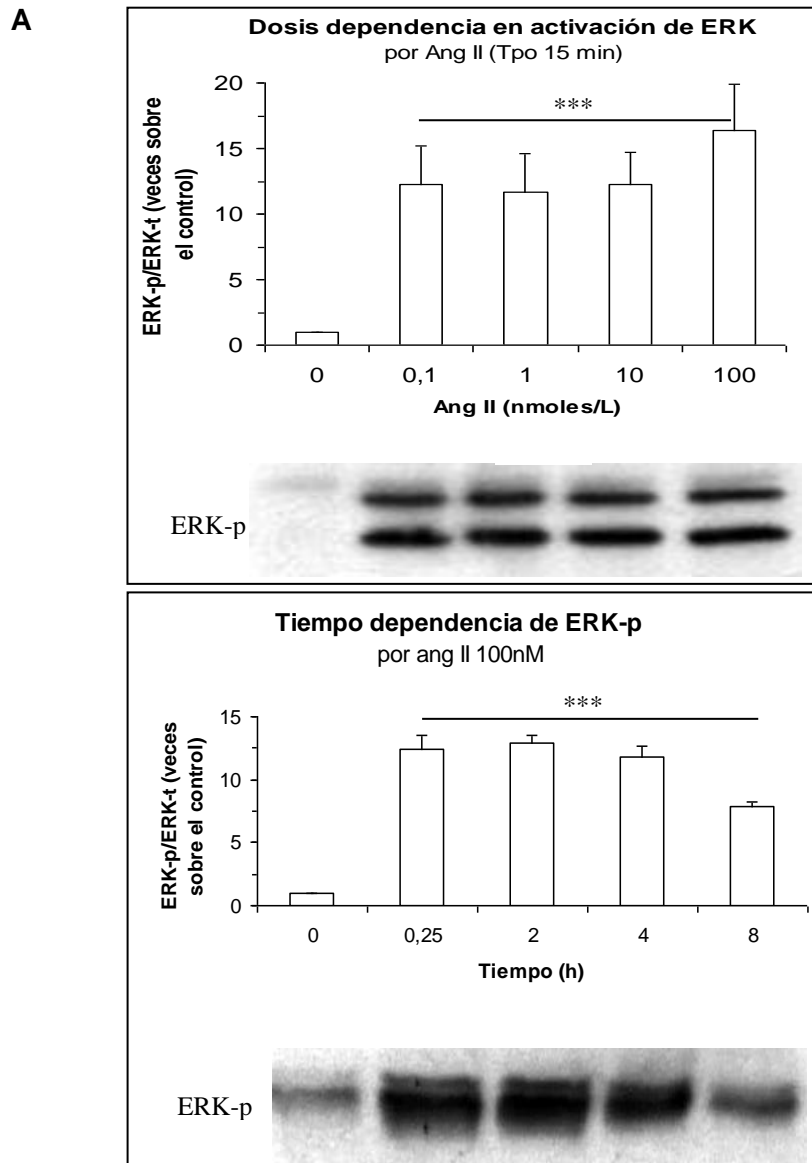 A
Dosis dependencia en activación de ERK
por Ang II (Tpo 15 min)
ERK-p/ERK-t (veces sobre
el control)
20
15
10
5
0
***
0 0,1 1 10 100
Ang II (nmoles/L)
ERK-p
Tiempo dependencia de ERK-p
por ang II 100nM
ERK-p/ERK-t (veces
sobre el control)
15
10
5
0
***
0 0,25 2 4 8
Tiempo (h)
ERK-p